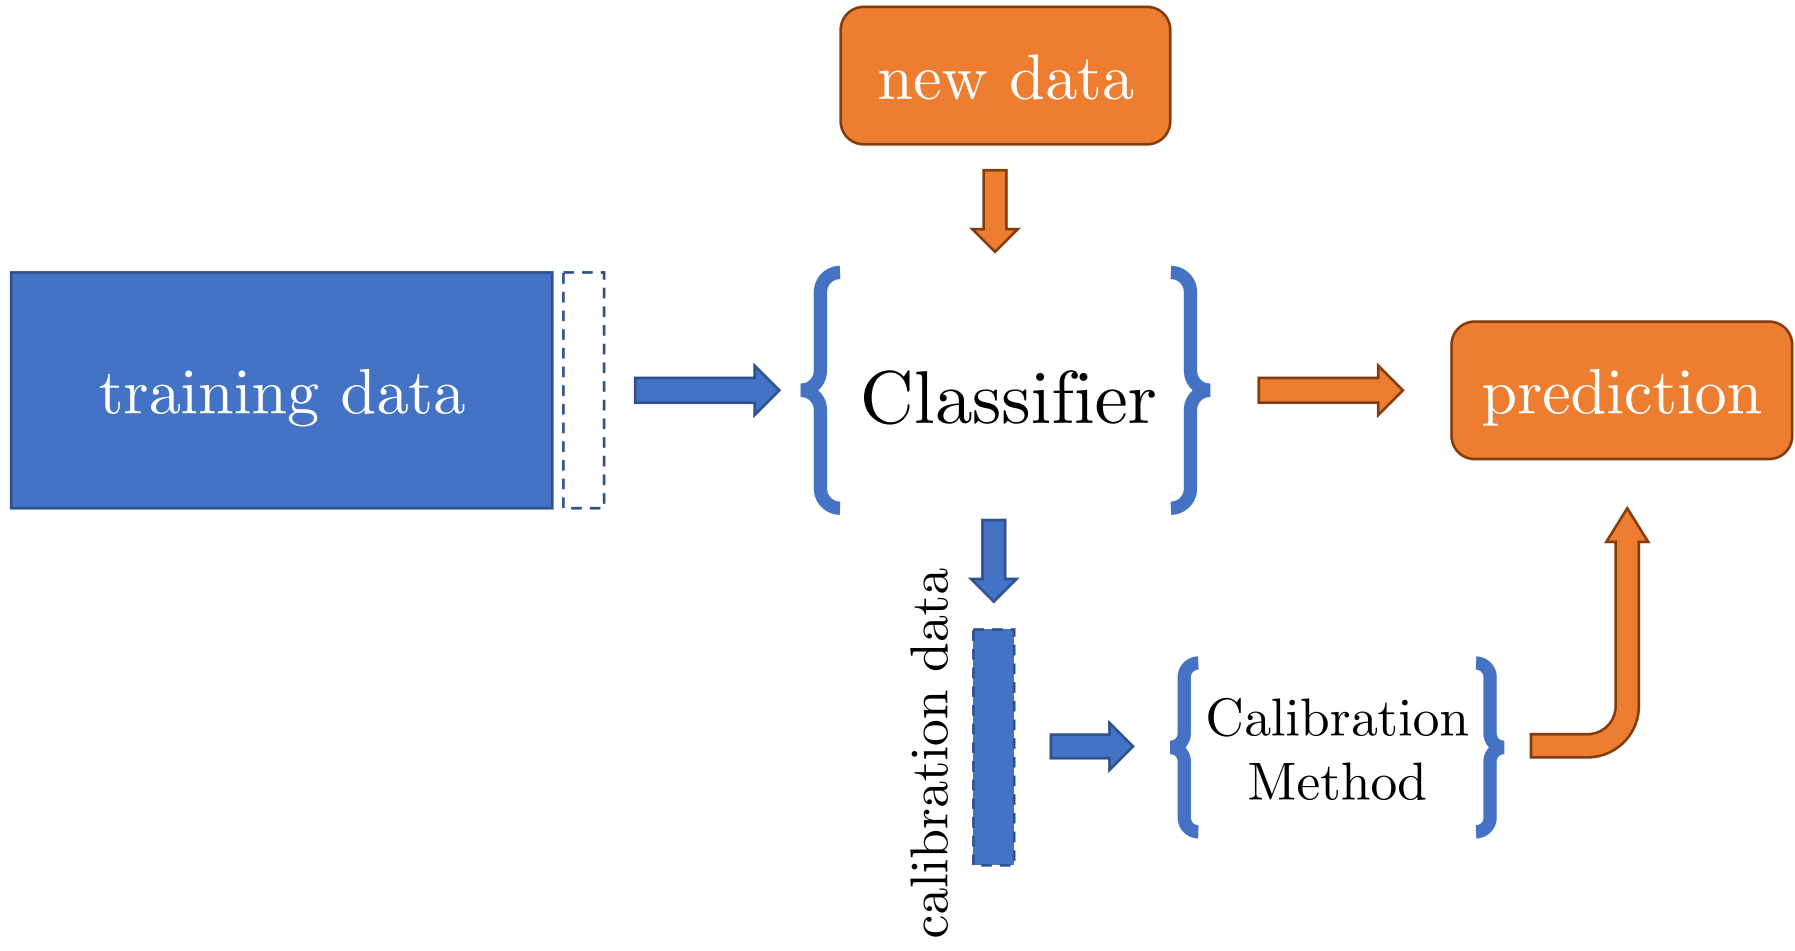 new data
training data
Classifier
prediction
calibration data
Calibration
Method